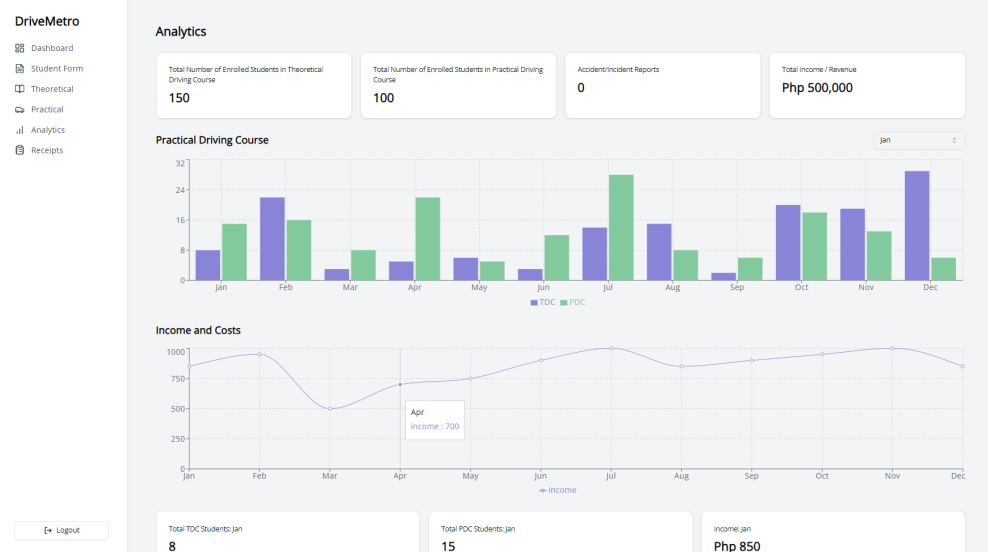 DriveMetro
Dashboard
Student Form
Theoretical
Practical
Analytics
Receipts
Logout
Analytics
Total Number of Enrolled Students in Theoretical
Driving Course
150
Total Number of Enrolled Students in Practical Driving
Course
100
Accident/Incident Reports
0
Total Income / Revenue
Php 500,000
Practical Driving Course
Jan
32
24
16
8
0
Jan Feb Mar Apr May Jun Jul Aug Sep Oct Nov Dec
TDC PDC
Income and Costs
1000
750
500
250
0
Apr
income : 700
Jan Feb Mar Apr May Jun Jul Aug Sep Oct Nov Dec
income
Total TDC Students: Jan
8
Total PDC Students: Jan
15
Income: Jan
Php 850